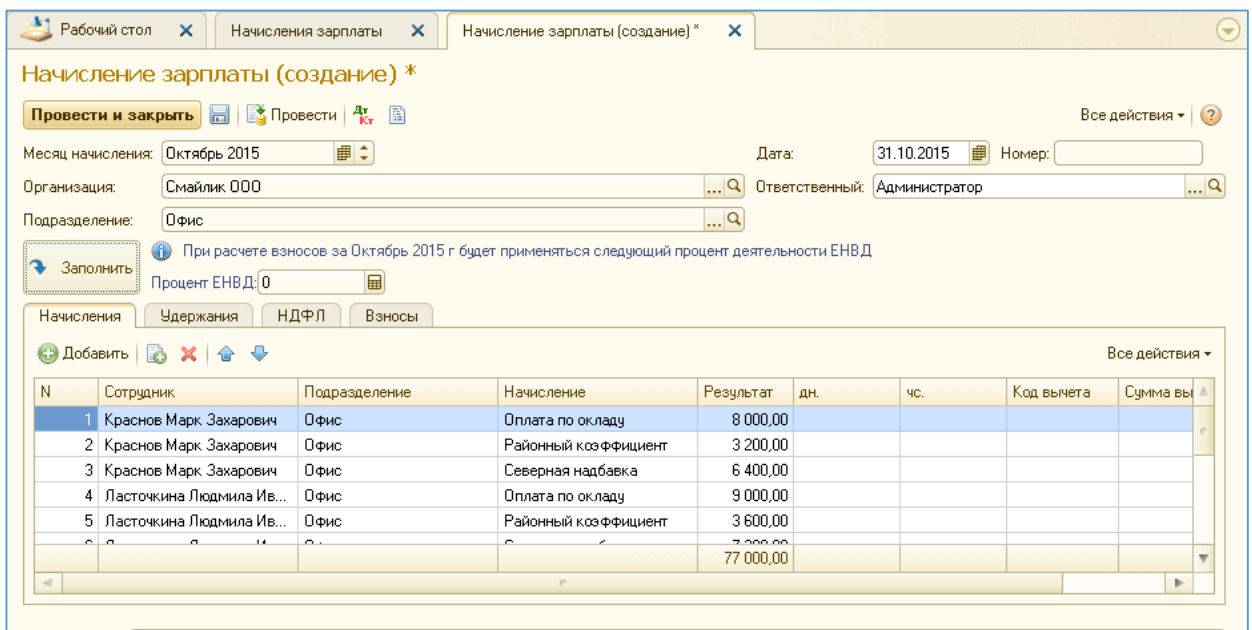 Рабочий стол Начисления зарплаты Начисление зарплаты (создание) *
Начисление зарплаты (создание) *
Провести и закрыть Провести Дт Кт Все действия
Месяц начисления: Октябрь 2015 Дата: 31.10.2015 Номер:
Организация: Смайлик ООО ... Ответственный: Администратор ...
Подразделение: Офис ...
Заполнить При расчете взносов за Октябрь 2015 г будет применяться следующий процент деятельности ЕНВД
Процент ЕНВД: 0
Начисления Удержания НДФЛ Взносы
Добавить Все действия
N Сотрудник Подразделение Начисление Результат дн. чс. Код вычета Сумма вы
1 Краснов Марк Захарович Офис Оплата по окладу 8 000,00
2 Краснов Марк Захарович Офис Районный коэффициент 3 200,00
3 Краснов Марк Захарович Офис Северная надбавка 6 400,00
4 Ласточкина Людмила Ив... Офис Оплата по окладу 9 000,00
5 Ласточкина Людмила Ив... Офис Районный коэффициент 3 600,00
77 000,00